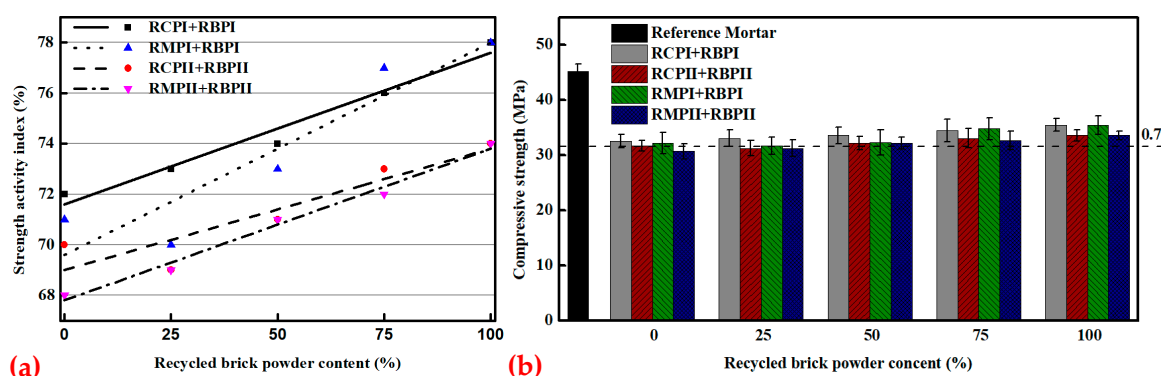 78
76
74
72
70
68
Strength activity index (%)
RCPI+RBPI
RMPI+RBPI
RCPII+RBPII
RMPII+RBPII
0
25
50
75
100
Recycled brick powder content (%)
(a)
50
40
30
20
10
0
Compressive strength (MPa)
Reference Mortar
RCPI+RBPI
RCPII+RBPII
RMPI+RBPI
RMPII+RBPII
0.7
0
25
50
75
100
Recycled brick powder concent (%)
(b)